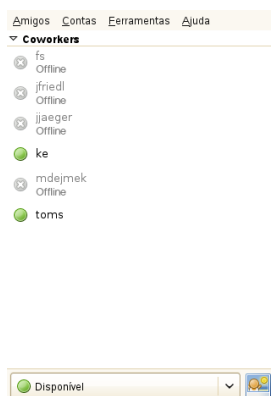 Amigos Contas Ferramentas Ajuda
Coworkers
fs
Offline
jfriedl
Offline
jjaeger
Offline
ke
mdejmek
Offline
toms
Disponível